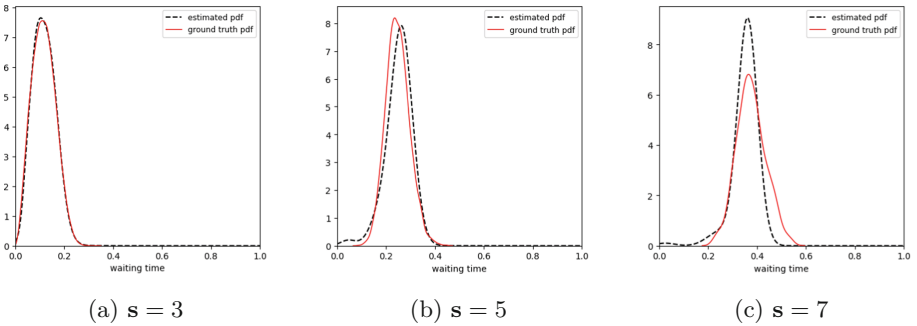 8
7
6
5
4
3
2
1
0
0.0 0.2 0.4 0.6 0.8 1.0
waiting time
estimated pdf
ground truth pdf
(a) s = 3
8
7
6
5
4
3
2
1
0
0.0 0.2 0.4 0.6 0.8 1.0
waiting time
estimated pdf
ground truth pdf
(b) s = 5
8
6
4
2
0
0.0 0.2 0.4 0.6 0.8 1.0
waiting time
estimated pdf
ground truth pdf
(c) s = 7